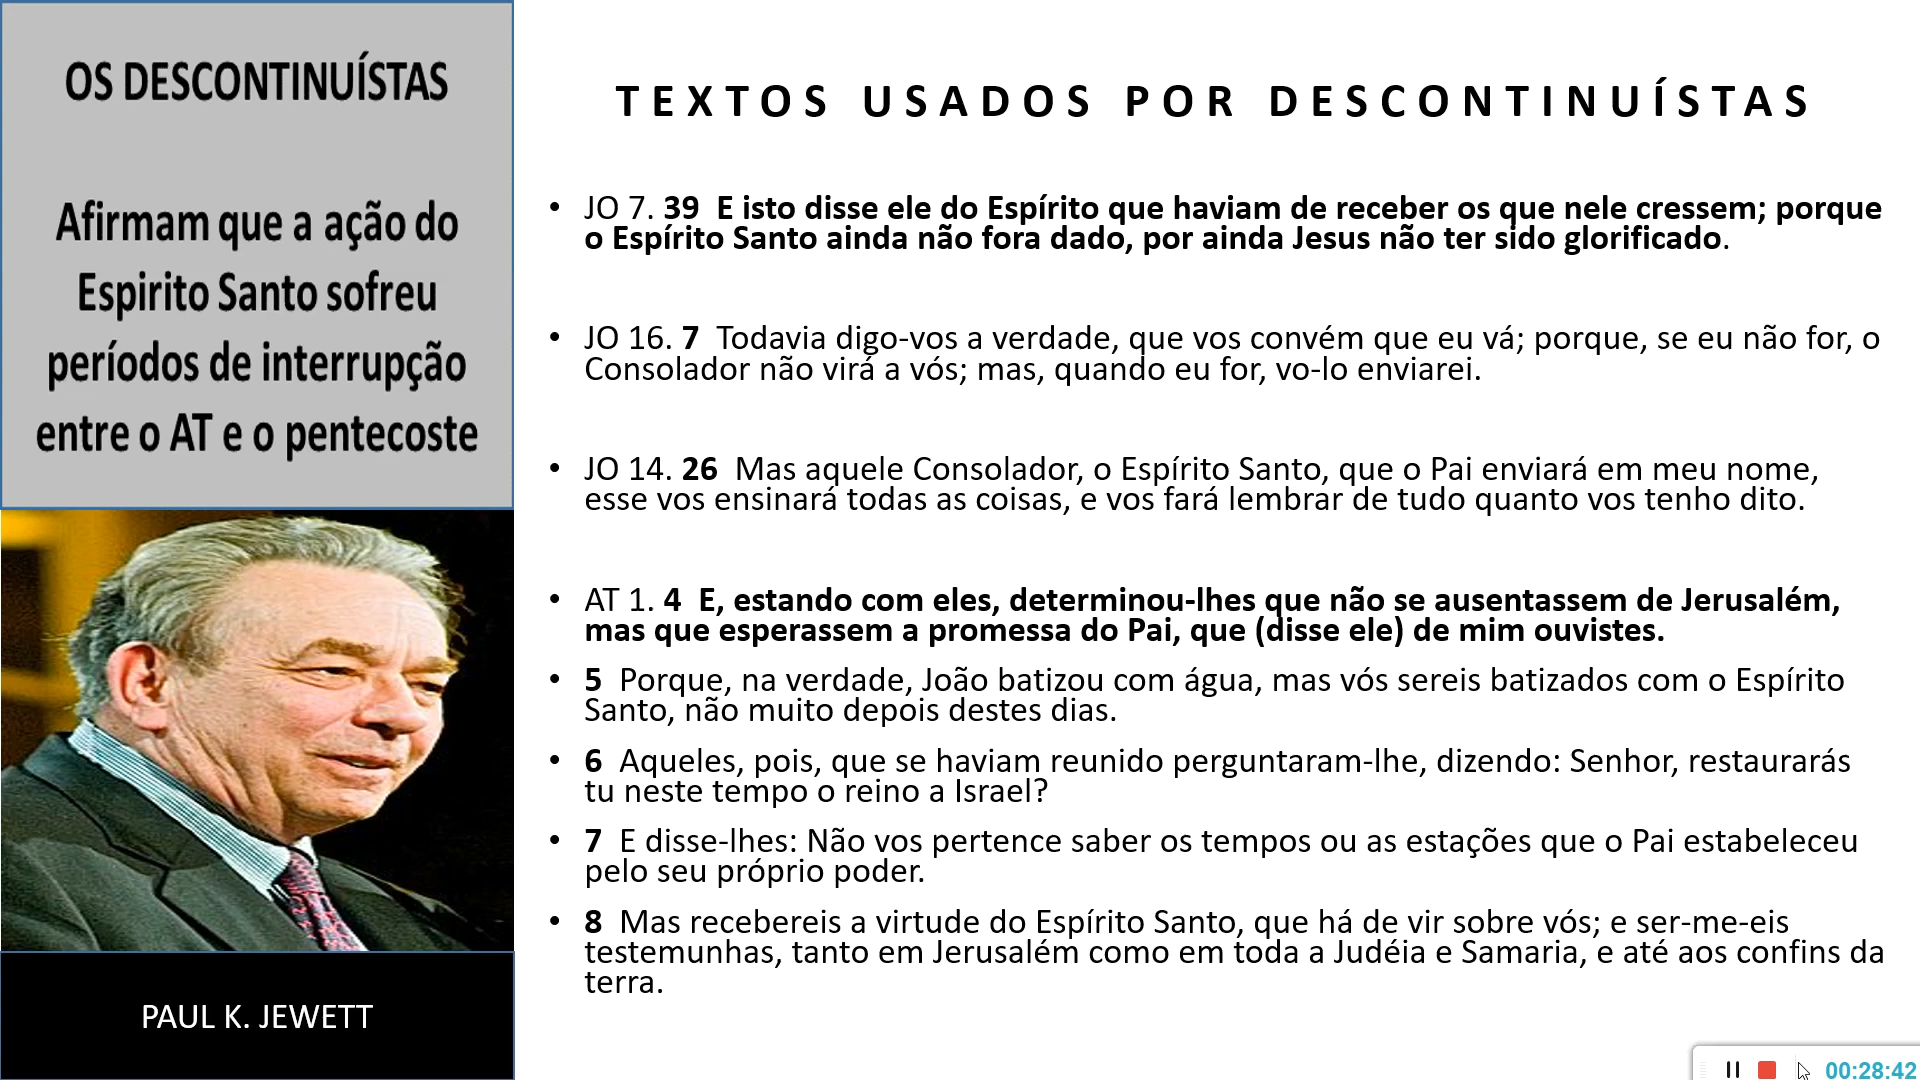 OS DESCONTINUÍSTAS
Afirmam que a ação do
Espirito Santo sofreu
períodos de interrupção
entre o AT e o pentecoste
PAUL K. JEWETT
TEXTOS USADOS POR DESCONTINUÍSTAS
• JO 7. 39 E isto disse ele do Espírito que haviam de receber os que nele cressem; porque
o Espírito Santo ainda não fora dado, por ainda Jesus não ter sido glorificado.
• JO 16. 7 Todavia digo-vos a verdade, que vos convém que eu vá; porque, se eu não for, o
Consolador não virá a vós; mas, quando eu for, vo-lo enviarei.
• JO 14. 26 Mas aquele Consolador, o Espírito Santo, que o Pai enviará em meu nome,
esse vos ensinará todas as coisas, e vos fará lembrar de tudo quanto vos tenho dito.
• AT 1. 4 E, estando com eles, determinou-lhes que não se ausentassem de Jerusalém,
mas que esperassem a promessa do Pai, que (disse ele) de mim ouvistes.
• 5 Porque, na verdade, João batizou com água, mas vós sereis batizados com o Espírito
Santo, não muito depois destes dias.
• 6 Aqueles, pois, que se haviam reunido perguntaram-lhe, dizendo: Senhor, restaurarás
tu neste tempo o reino a Israel?
• 7 E disse-lhes: Não vos pertence saber os tempos ou as estações que o Pai estabeleceu
pelo seu próprio poder.
• 8 Mas recebereis a virtude do Espírito Santo, que há de vir sobre vós; e ser-me-eis
testemunhas, tanto em Jerusalém como em toda a Judéia e Samaria, e até aos confins da
terra.
00:28:42